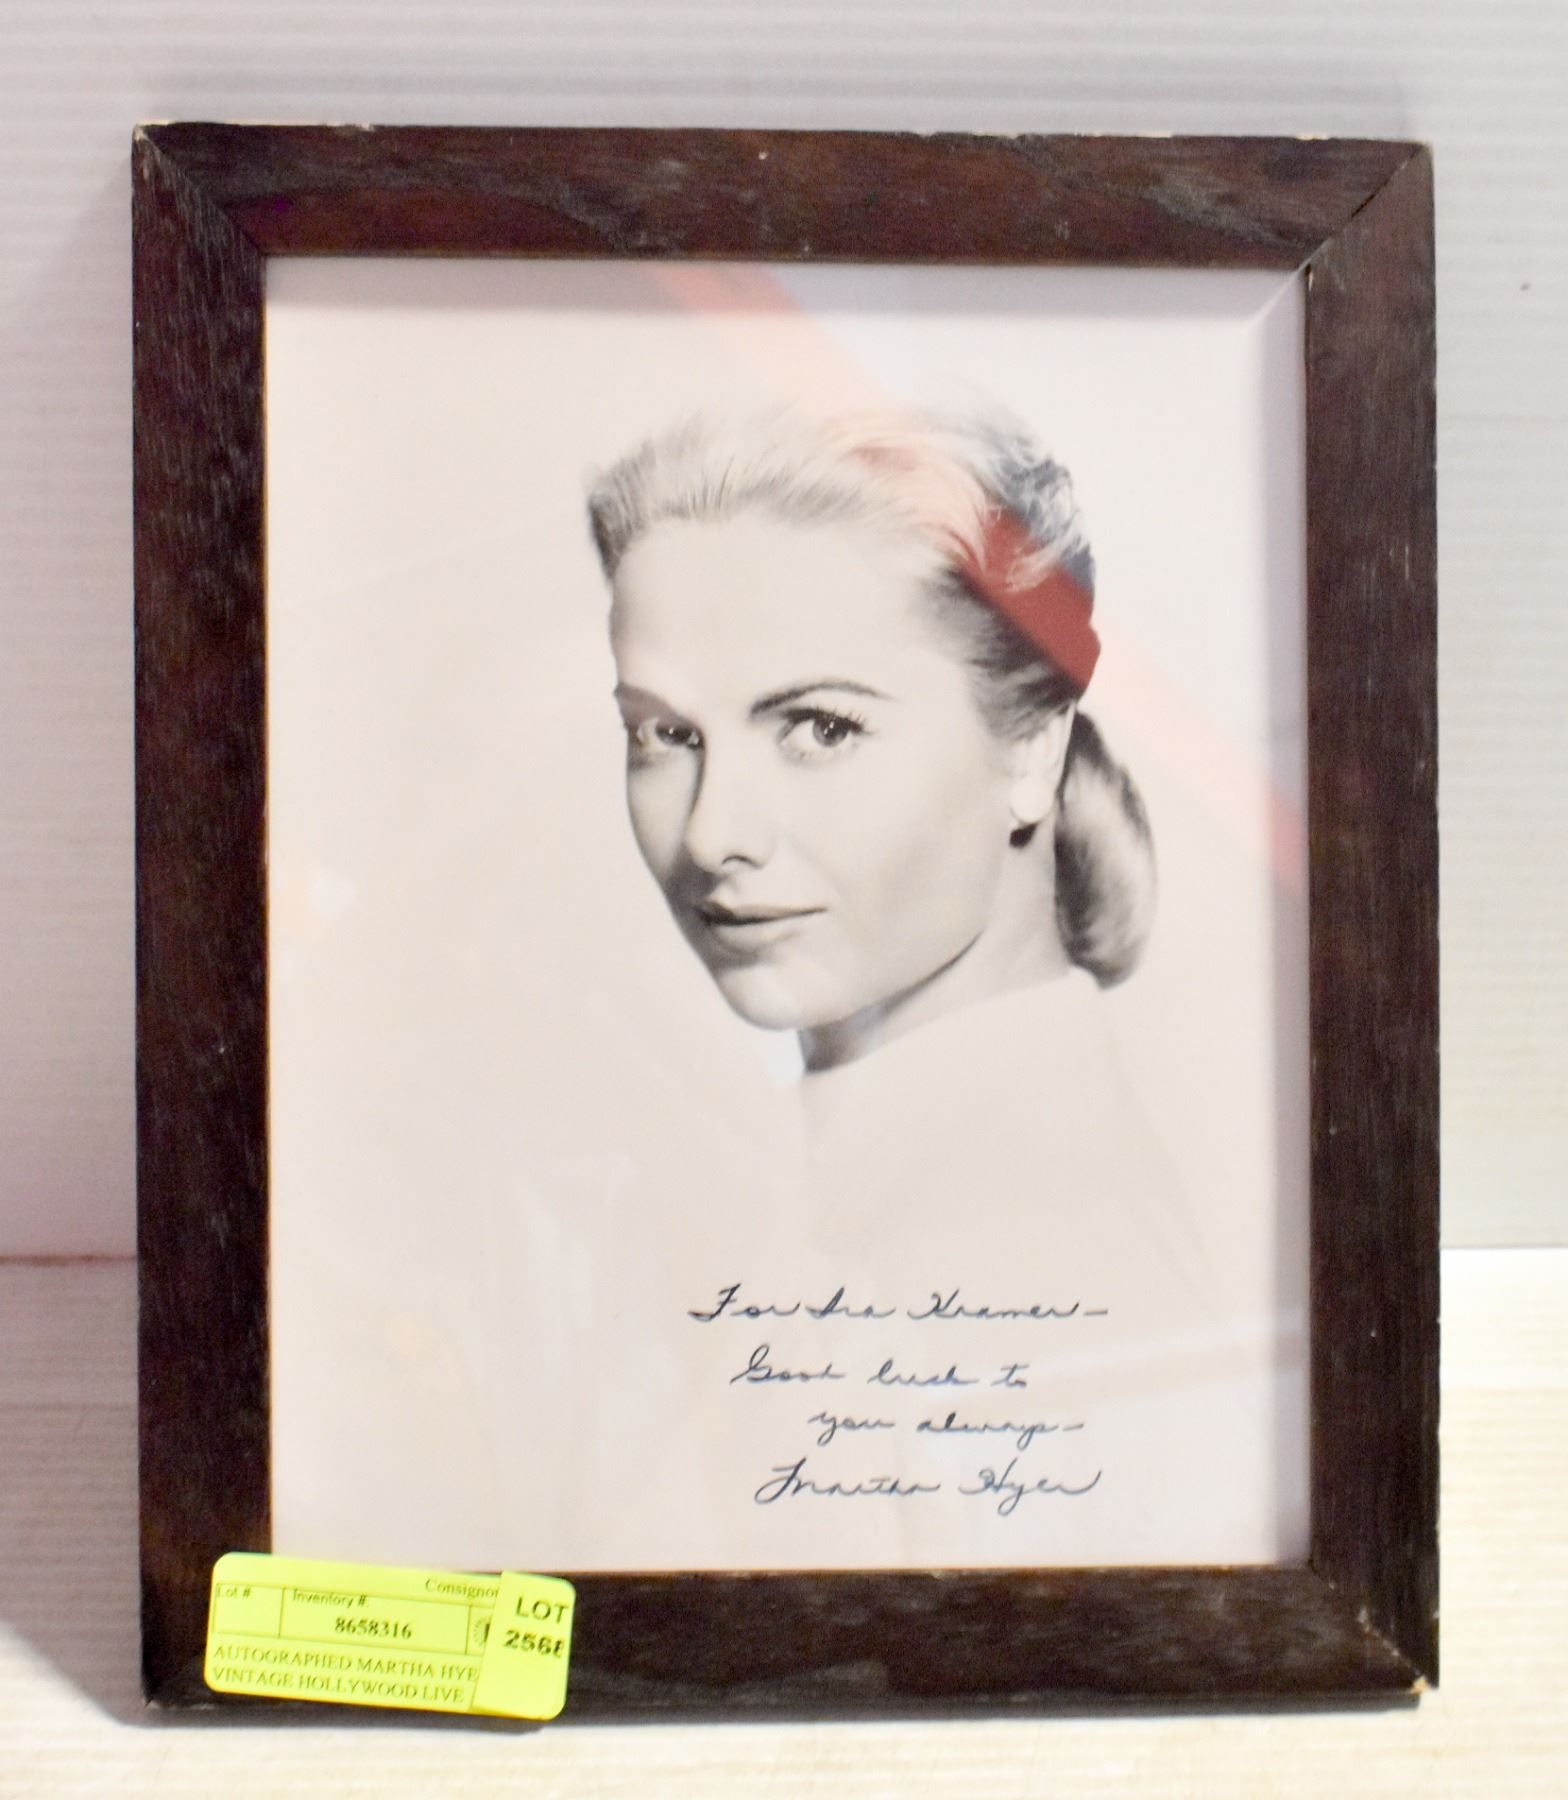 For Ira Kramer—
Good luck to
you always—
Martha Hyer
Lot #
Inventory #
Consignor
8658316
LOT
2568
AUTOGRAPHED MARTHA HYE
VINTAGE HOLLYWOOD LIVE